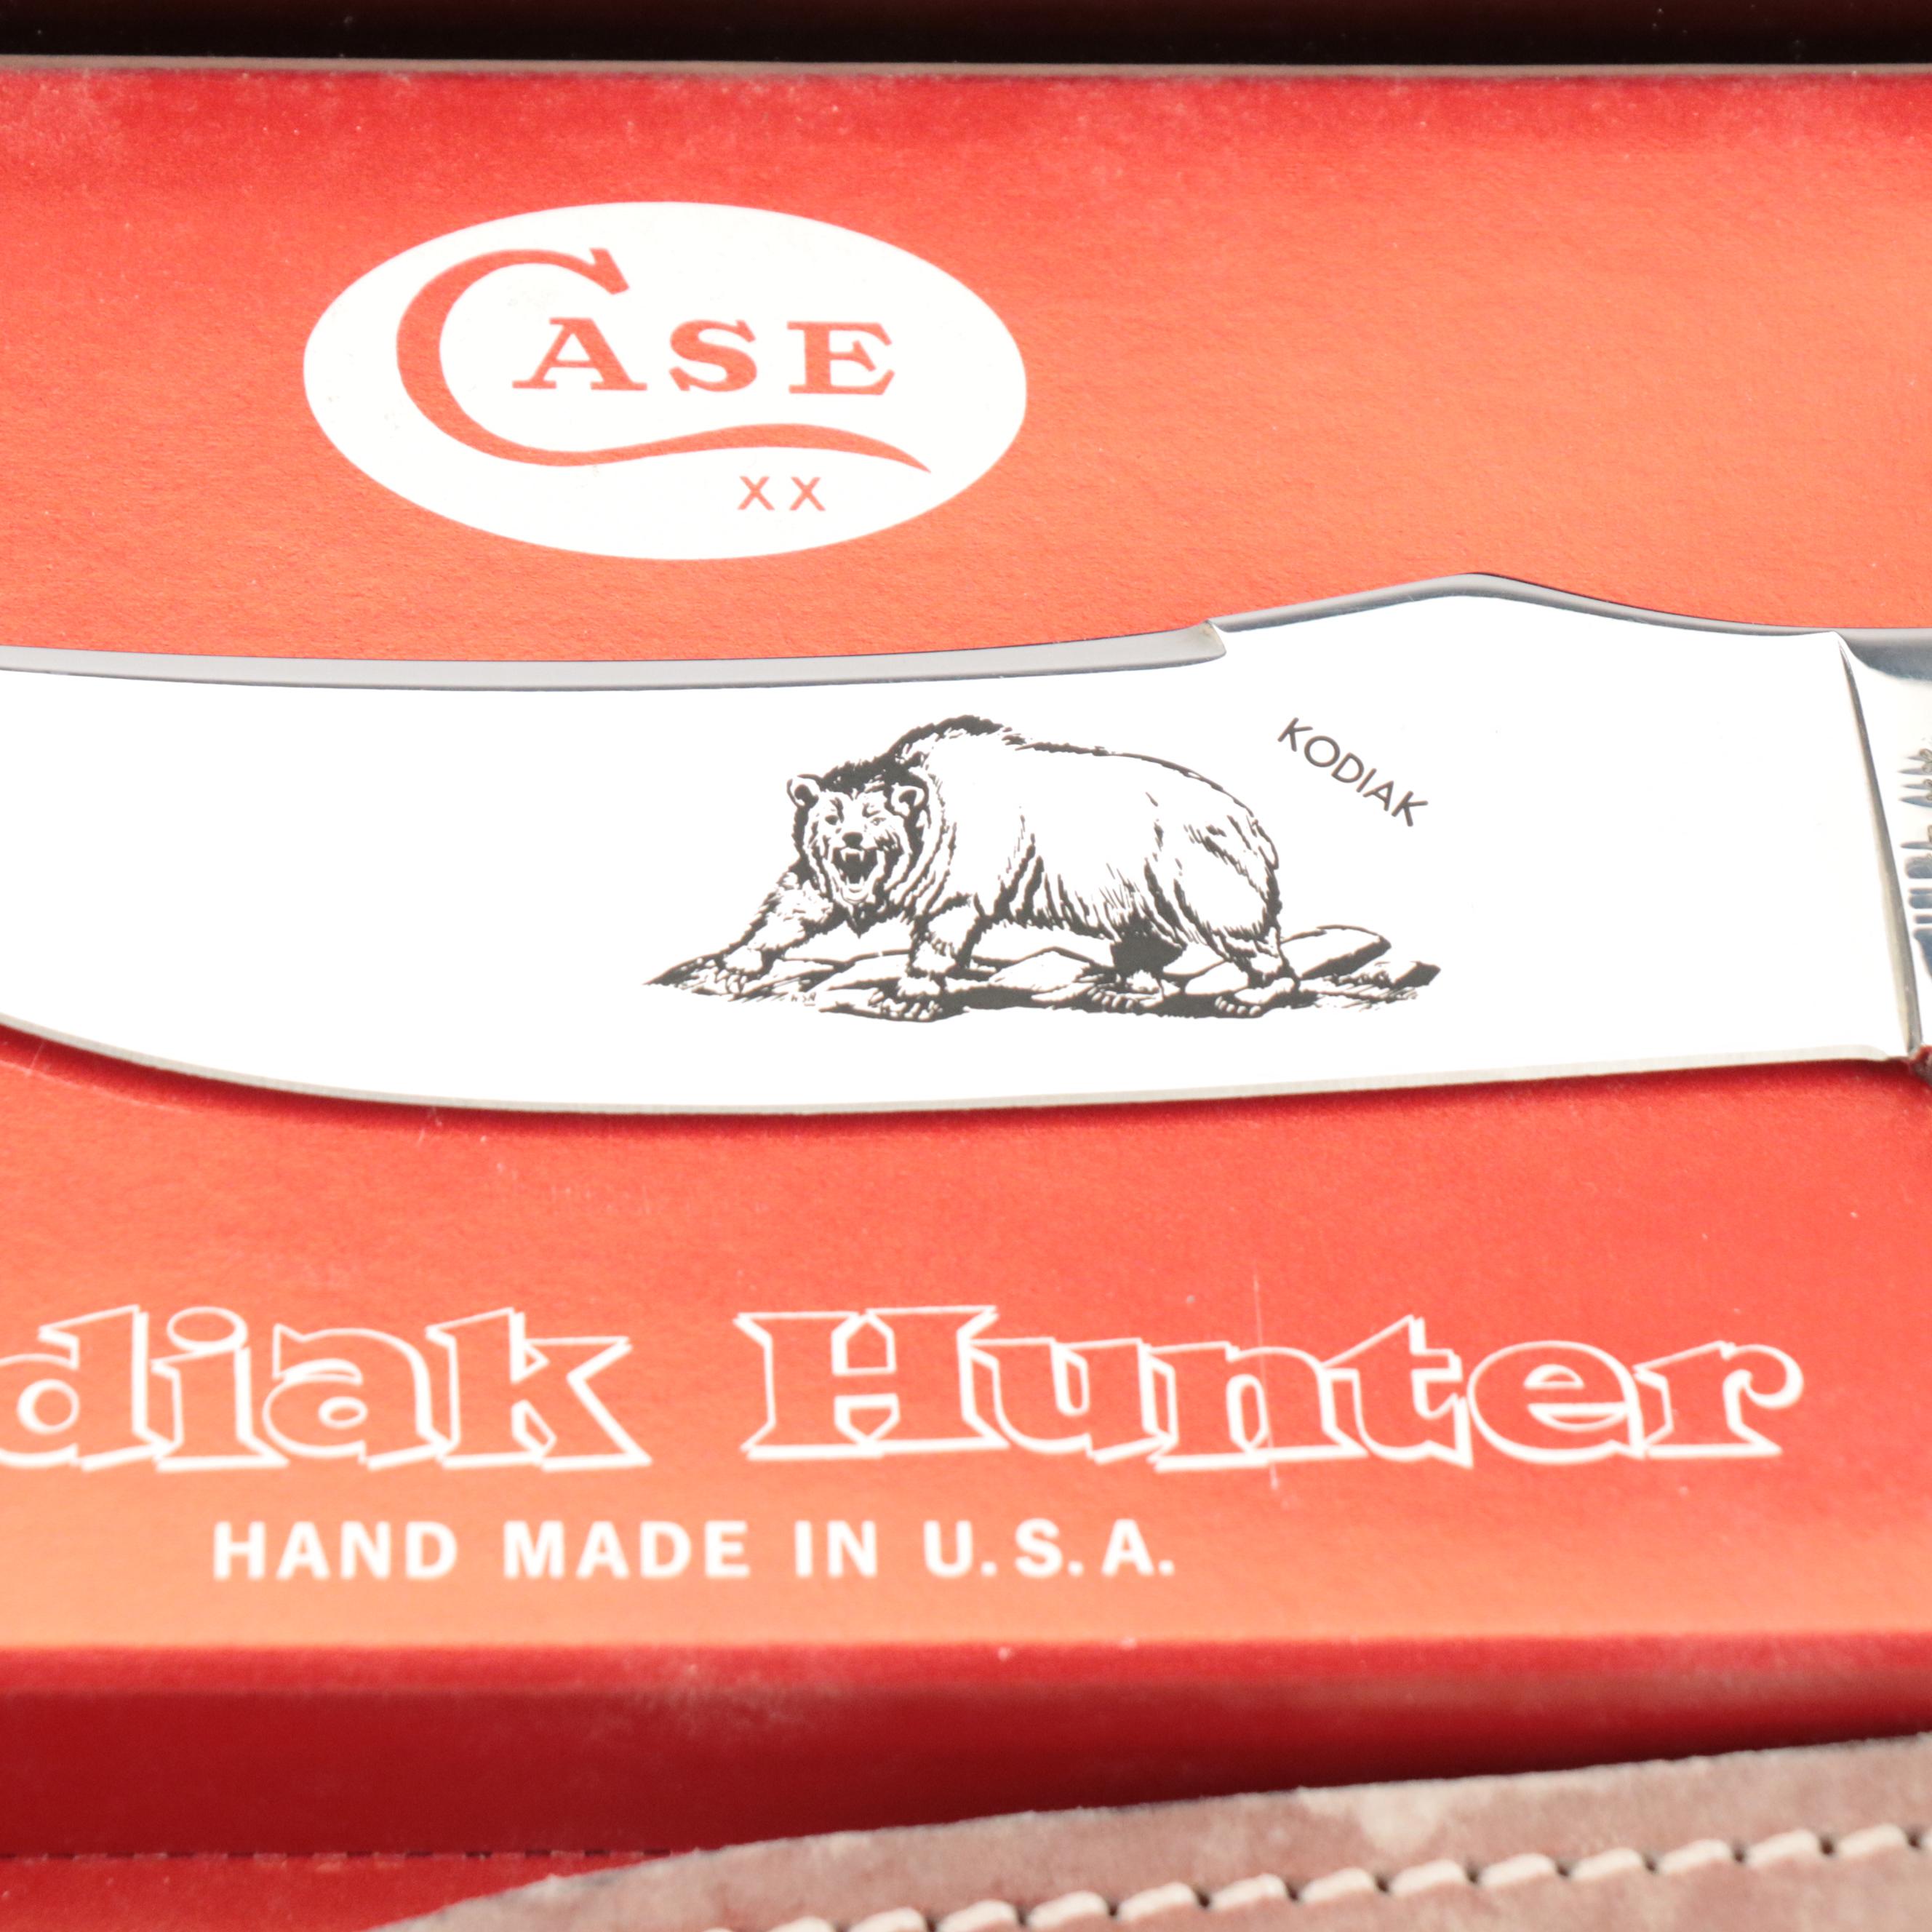 CASE
XX
KODIAK
diak Hunter
HAND MADE IN U.S.A.